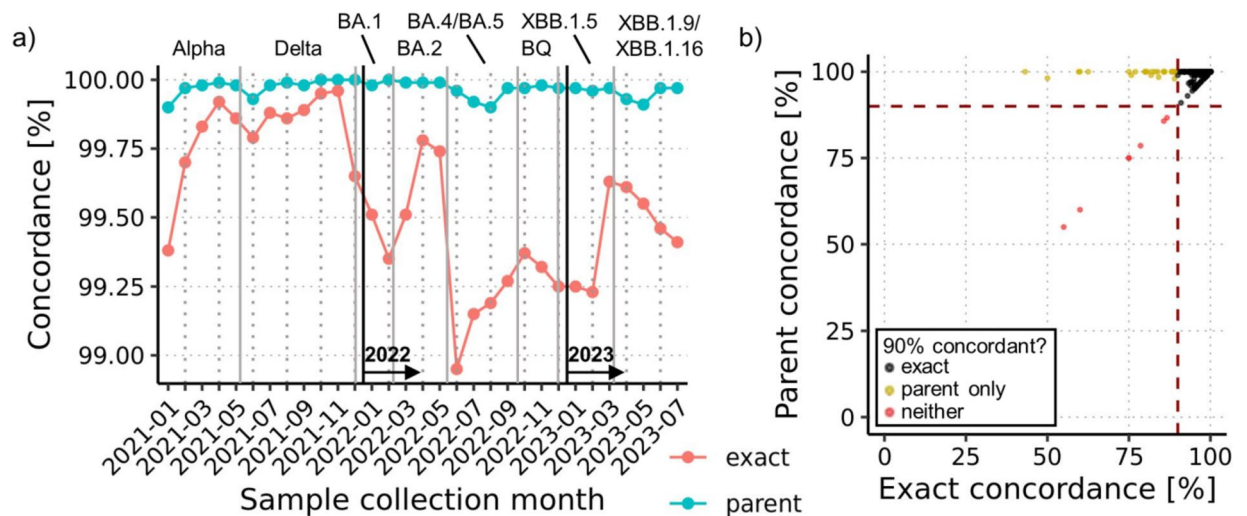 a)
BA.1
BA.4/BA.5
XBB.1.5
XBB.1.9/
Alpha
Delta
BA.2
BQ
XBB.1.16
Concordance [%]
100.00
99.75
99.50
99.25
99.00
2022
2023
2021-01
2021-03
2021-05
2021-07
2021-09
2021-11
2022-01
2022-03
2022-05
2022-07
2022-09
2022-11
2023-01
2023-03
2023-05
2023-07
Sample collection month
exact
parent
b)
Parent concordance [%]
100
75
50
25
0
90% concordant?
exact
parent only
neither
0
25
50
75
100
Exact concordance [%]